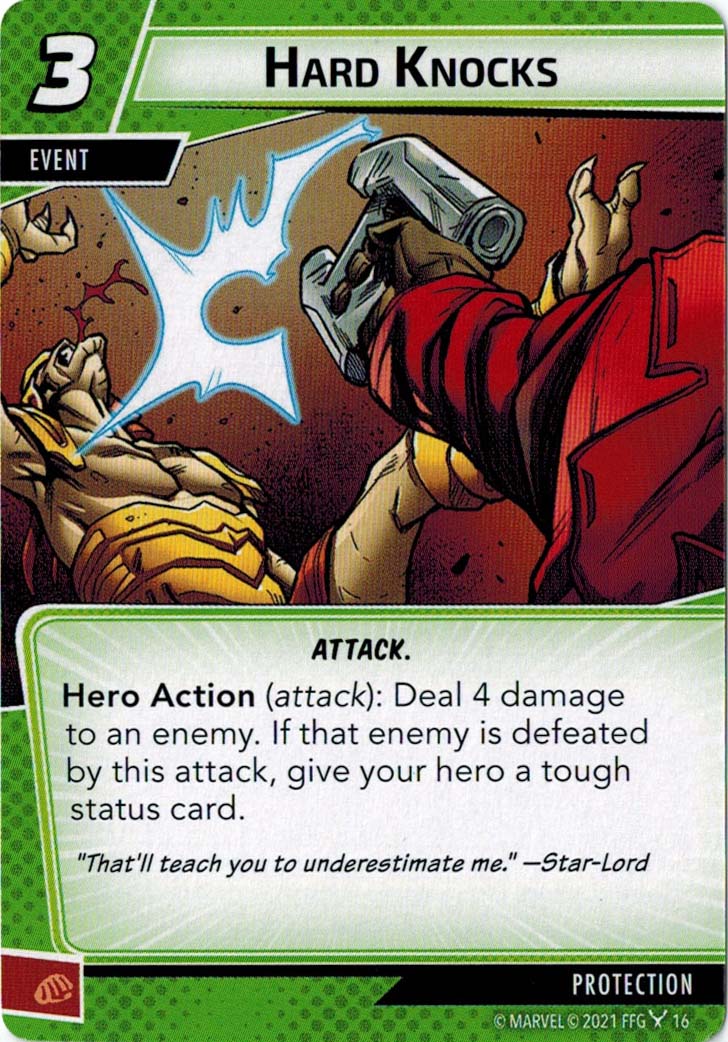 3
HARD KNOCKS
EVENT
ATTACK.
Hero Action (attack): Deal 4 damage
to an enemy. If that enemy is defeated
by this attack, give your hero a tough
status card.
"That'll teach you to underestimate me." —Star-Lord
PROTECTION
© MARVEL © 2021 FFG 16